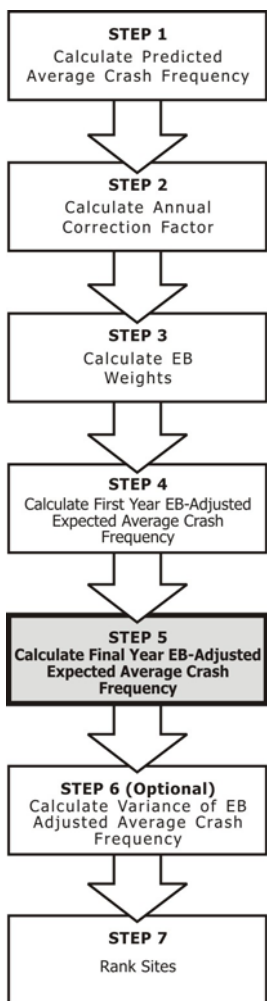 STEP 1
Calculate Predicted
Average Crash Frequency
STEP 2
Calculate Annual
Correction Factor
STEP 3
Calculate EB
Weights
STEP 4
Calculate First Year EB-Adjusted
Expected Average Crash
Frequency
STEP 5
Calculate Final Year EB-Adjusted
Expected Average Crash
Frequency
STEP 6 (Optional)
Calculate Variance of EB
Adjusted Average Crash
Frequency
STEP 7
Rank Sites